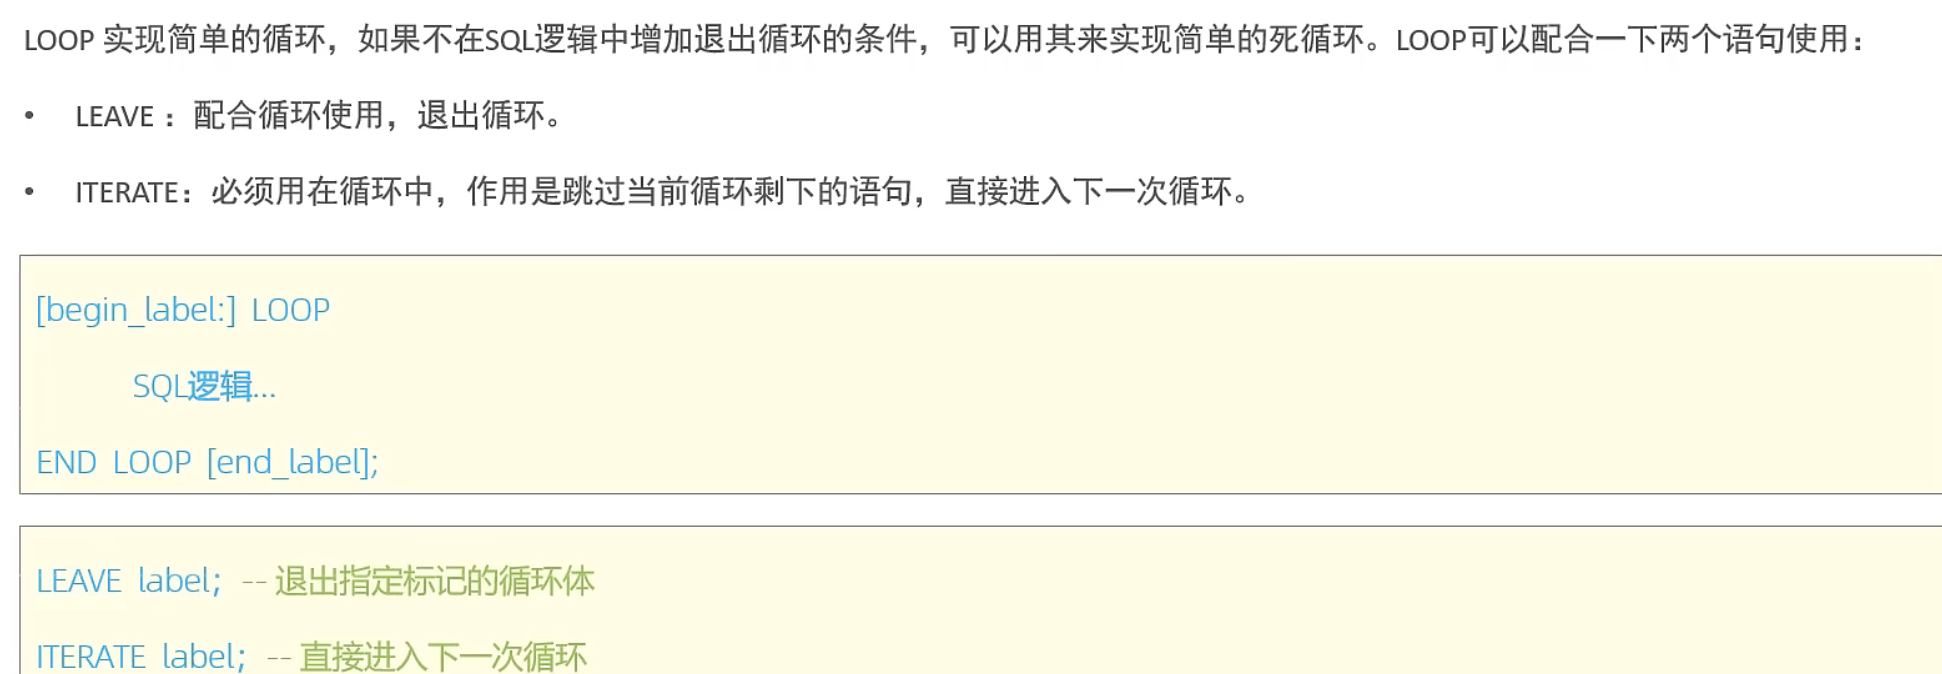 LOOP 实现简单的循环，如果不在SQL逻辑中增加退出循环的条件，可以用其来实现简单的死循环。LOOP可以配合一下两个语句使用：
• LEAVE ：配合循环使用，退出循环。
• ITERATE：必须用在循环中，作用是跳过当前循环剩下的语句，直接进入下一次循环。
[begin_label:] LOOP
SQL逻辑...
END LOOP [end_label];
LEAVE label; -- 退出指定标记的循环体
ITERATE label; -- 直接进入下一次循环